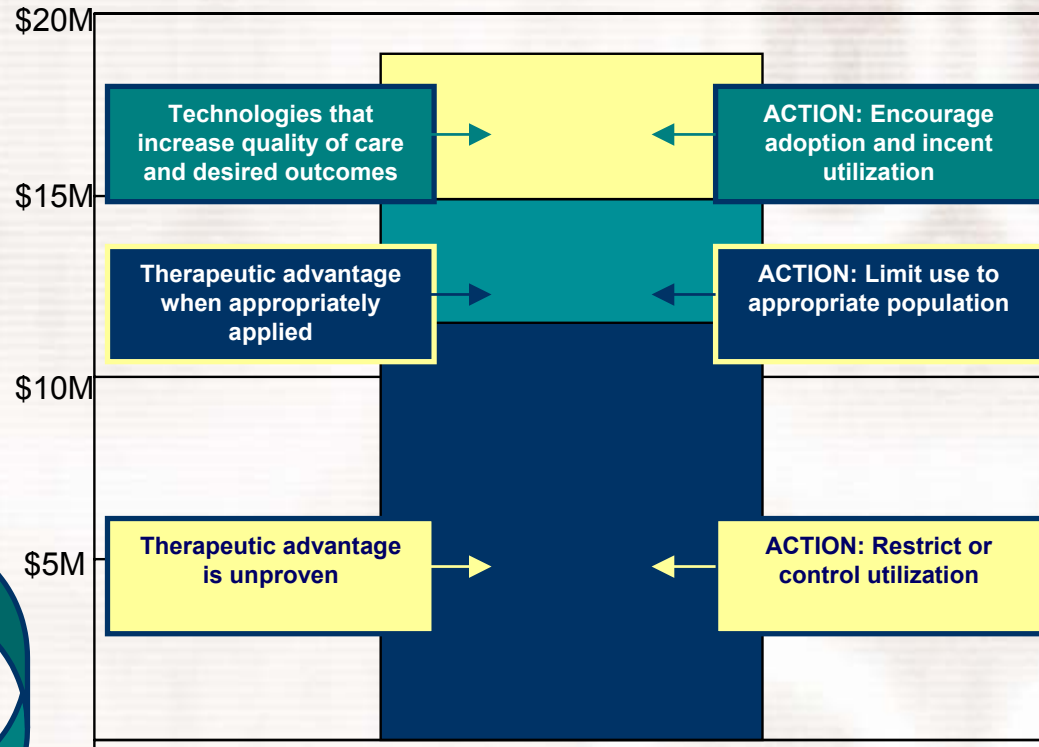 $20M
Technologies that
increase quality of care
and desired outcomes
ACTION: Encourage
adoption and incent
utilization
$15M
Therapeutic advantage
when appropriately
applied
ACTION: Limit use to
appropriate population
$10M
Therapeutic advantage
is unproven
ACTION: Restrict or
control utilization
$5M